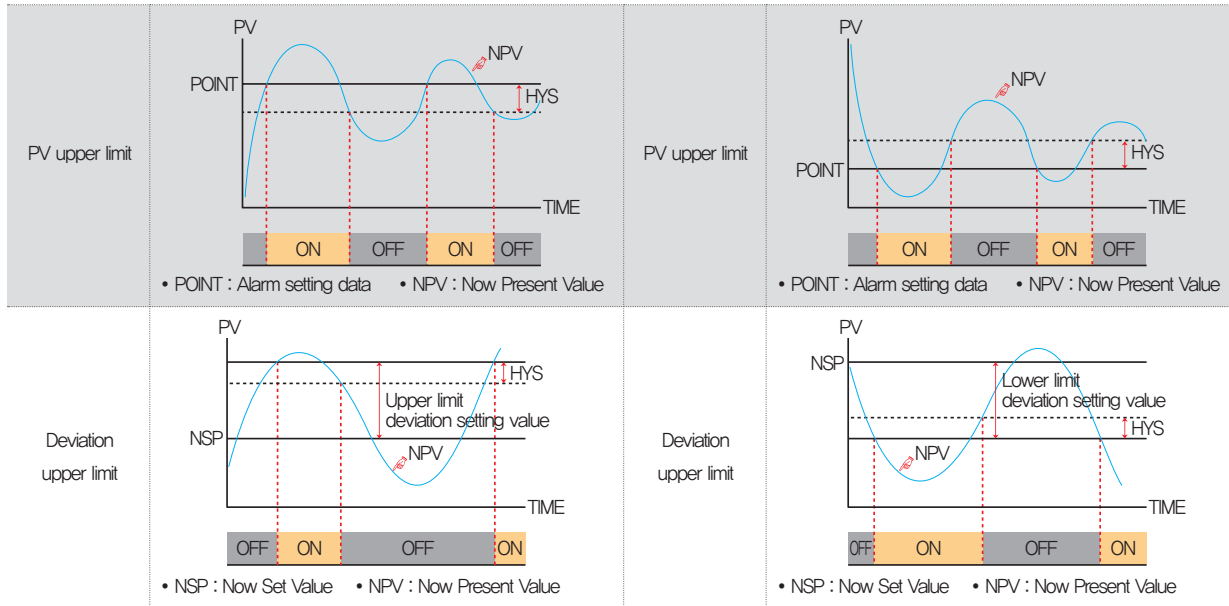 PV upper limit
PV
NPV
POINT
HYS
TIME
ON
OFF
ON
OFF
• POINT : Alarm setting data • NPV : Now Present Value
PV upper limit
PV
NPV
HYS
POINT
TIME
ON
OFF
ON
OFF
• POINT : Alarm setting data • NPV : Now Present Value
Deviation
upper limit
PV
HYS
Upper limit
deviation setting value
NSP
NPV
TIME
OFF
ON
OFF
ON
• NSP : Now Set Value • NPV : Now Present Value
Deviation
upper limit
PV
NSP
Lower limit
deviation setting value
HYS
NPV
TIME
OFF
ON
OFF
ON
• NSP : Now Set Value • NPV : Now Present Value